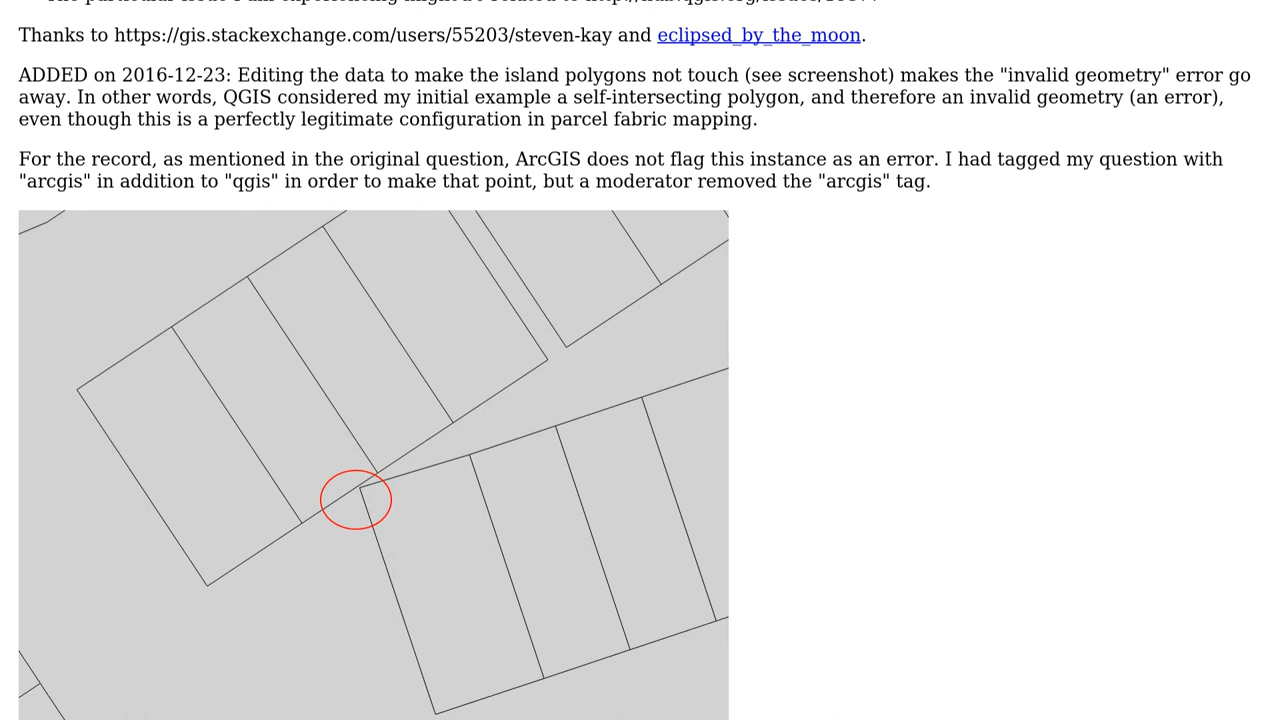 Thanks to https://gis.stackexchange.com/users/55203/steven-kay and eclipsed_by_the_moon.
ADDED on 2016-12-23: Editing the data to make the island polygons not touch (see screenshot) makes the "invalid geometry" error go
away. In other words, QGIS considered my initial example a self-intersecting polygon, and therefore an invalid geometry (an error),
even though this is a perfectly legitimate configuration in parcel fabric mapping.
For the record, as mentioned in the original question, ArcGIS does not flag this instance as an error. I had tagged my question with
"arcgis" in addition to "qgis" in order to make that point, but a moderator removed the "arcgis" tag.